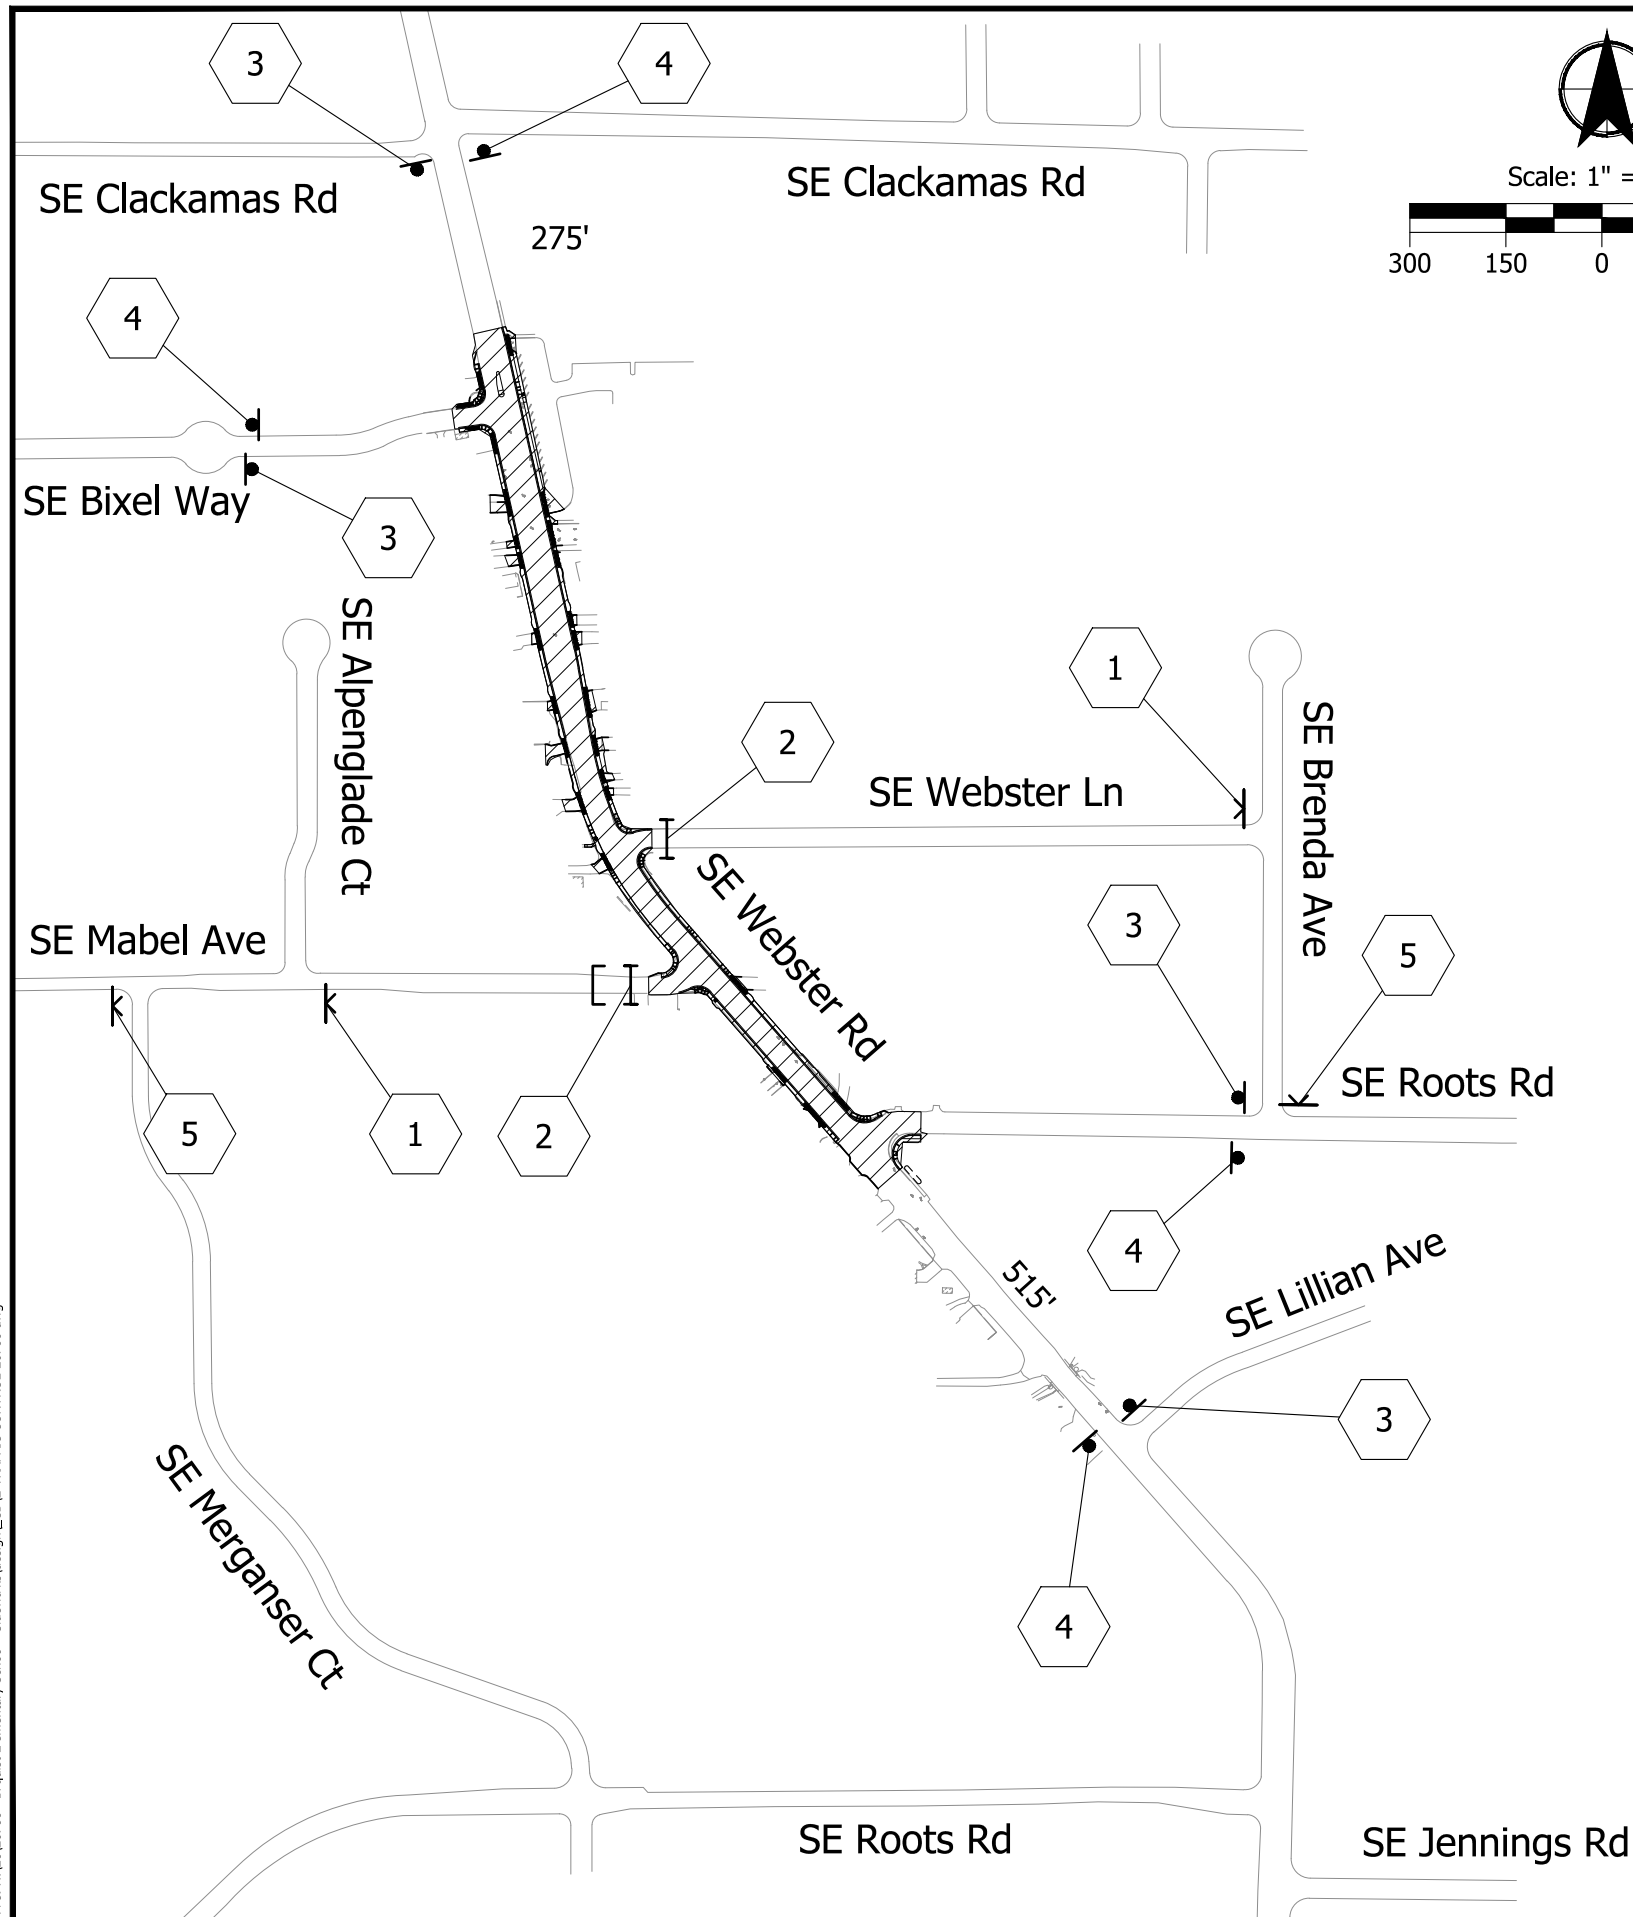 3
4
Scale: 1" =
SE Clackamas Rd
SE Clackamas Rd
275'
300 150 0
4
SE Bixel Way
3
SE Alpenglade Ct
1
2
SE Webster Ln
SE Brenda Ave
SE Webster Rd
3
5
SE Mabel Ave
SE Roots Rd
5
1
2
4
515'
SE Lillian Ave
3
SE Merganser Ct
4
SE Roots Rd
SE Jennings Rd